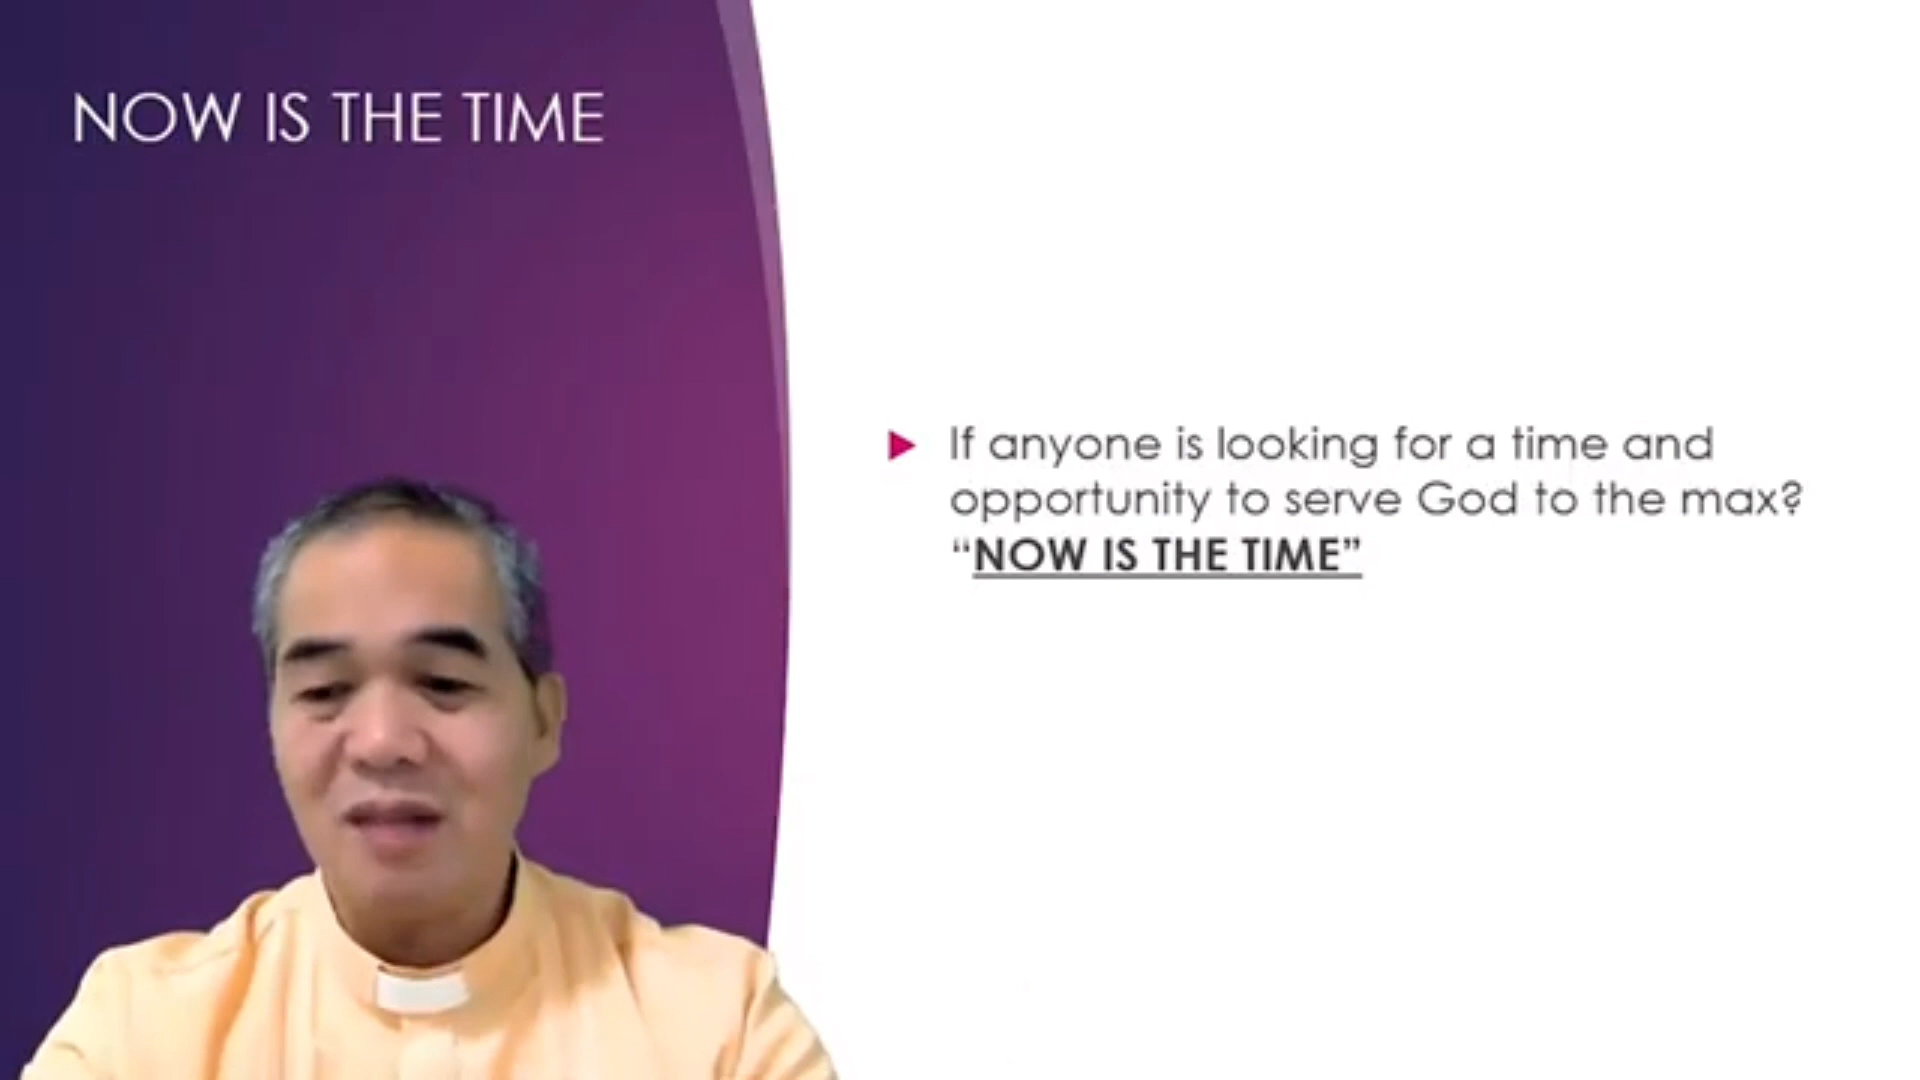 NOW IS THE TIME
If anyone is looking for a time and
opportunity to serve God to the max?
“NOW IS THE TIME”